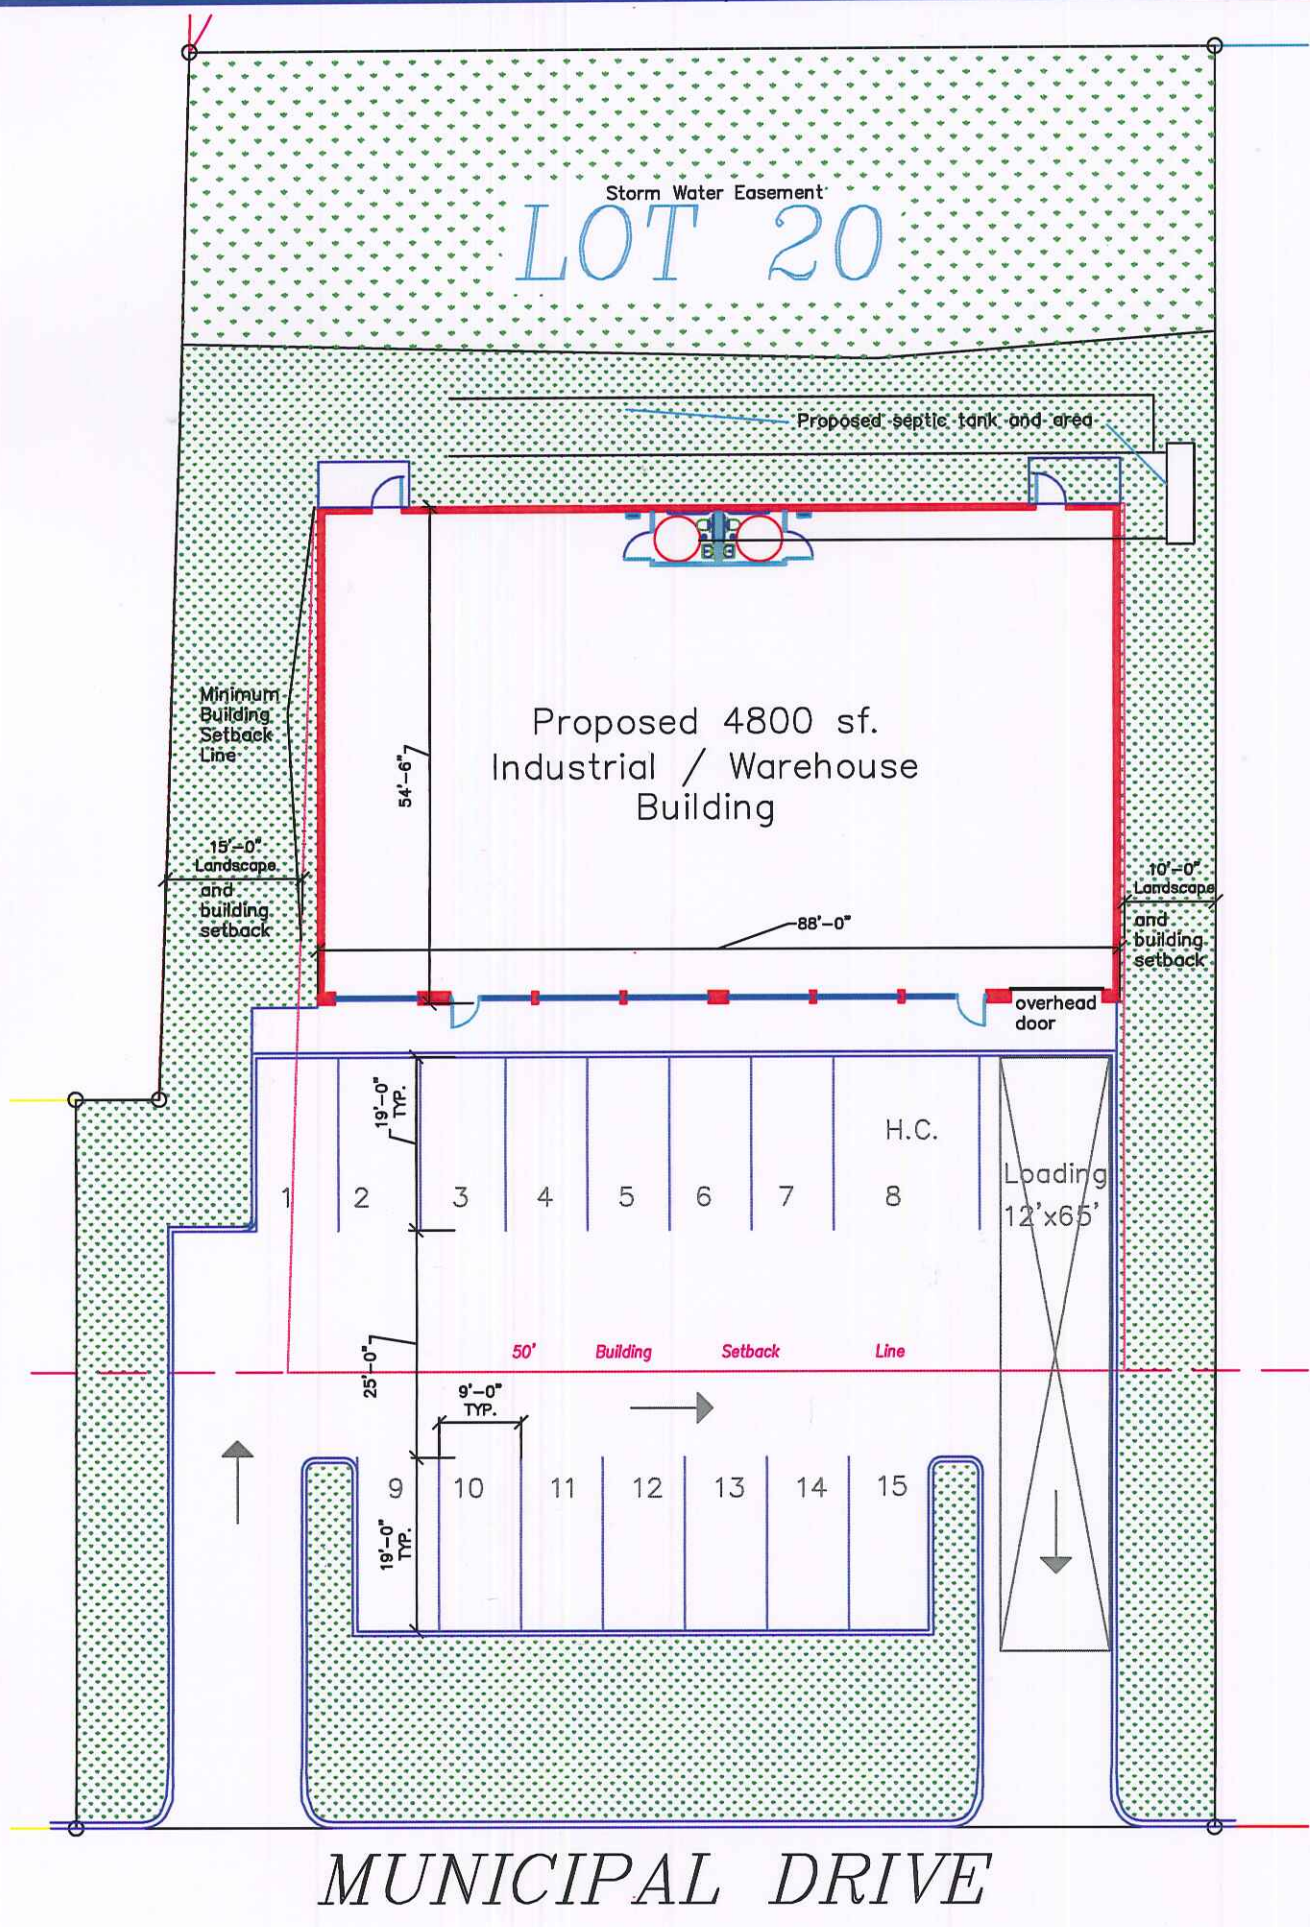 Storm Water Easement
LOT 20
Proposed septic tank and area
Minimum
Building
Setback
Line
Proposed 4800 sf.
Industrial / Warehouse
Building
54'-6"
15'-0"
Landscape
and
building
setback
10'-0"
Landscape
and
building
setback
88'-0"
overhead
door
19'-0"
TYP.
H.C.
Loading
12'x65'
1 2 3 4 5 6 7 8
50' Building Setback Line
25'-0"
9'-0"
TYP.
9 10 11 12 13 14 15
19'-0"
TYP.
MUNICIPAL DRIVE